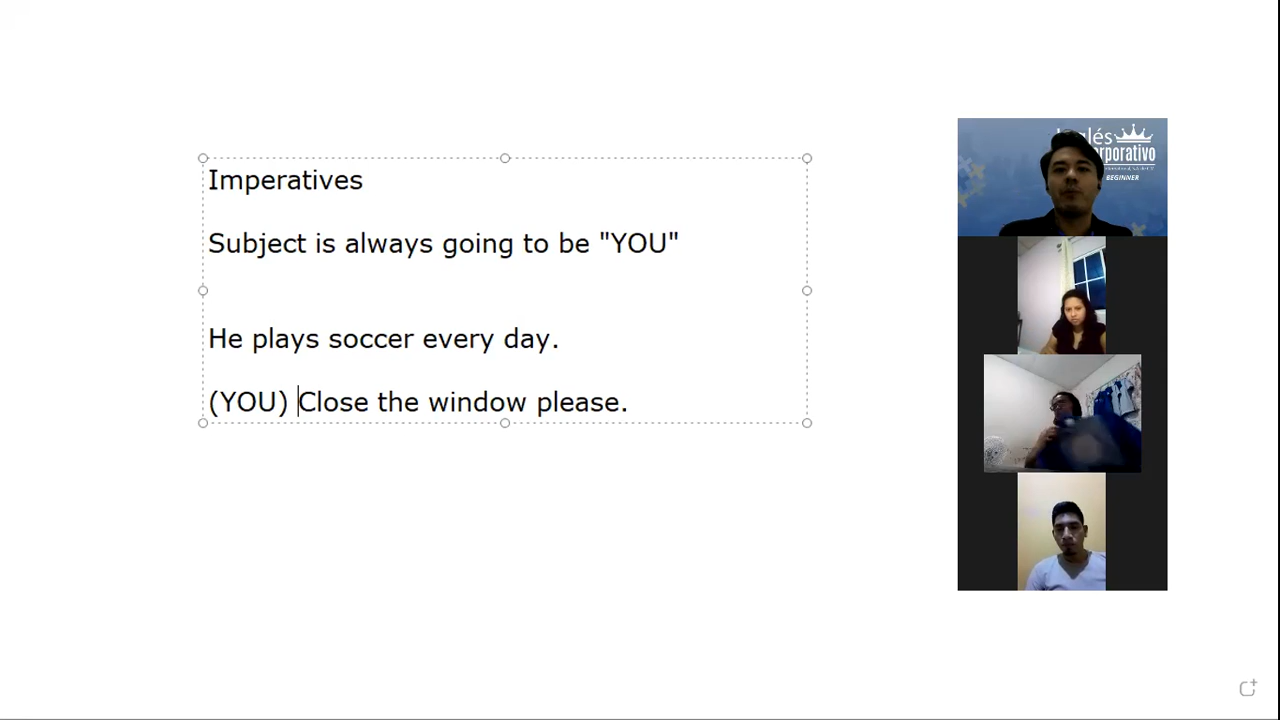 Imperatives
Subject is always going to be "YOU"
He plays soccer every day.
(YOU) Close the window please.
BEGINNER